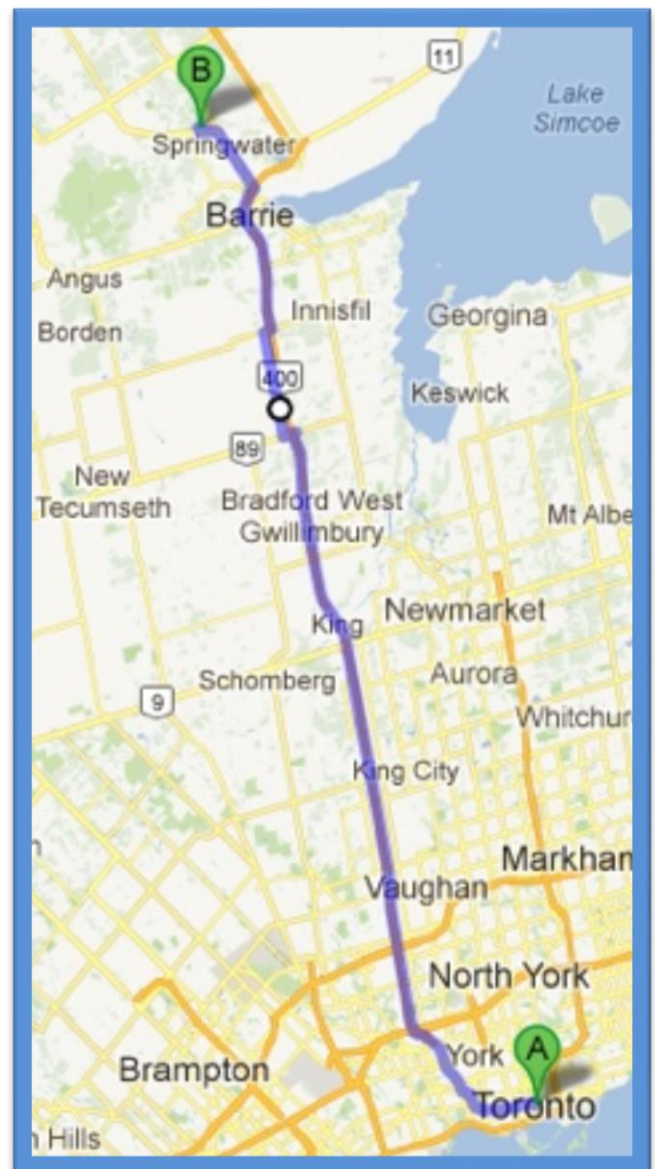 11
B
Lake
Simcoe
Springwater
Barrie
Angus
Innisfil
Georgina
Borden
400
Keswick
89
New
Tecumseth
Bradford West
Gwillimbury
Mt Albe
King
Newmarket
Schomberg
Aurora
9
Whitchur
King City
Markhan
Vaughan
North York
A
York
Brampton
Toronto
n Hills